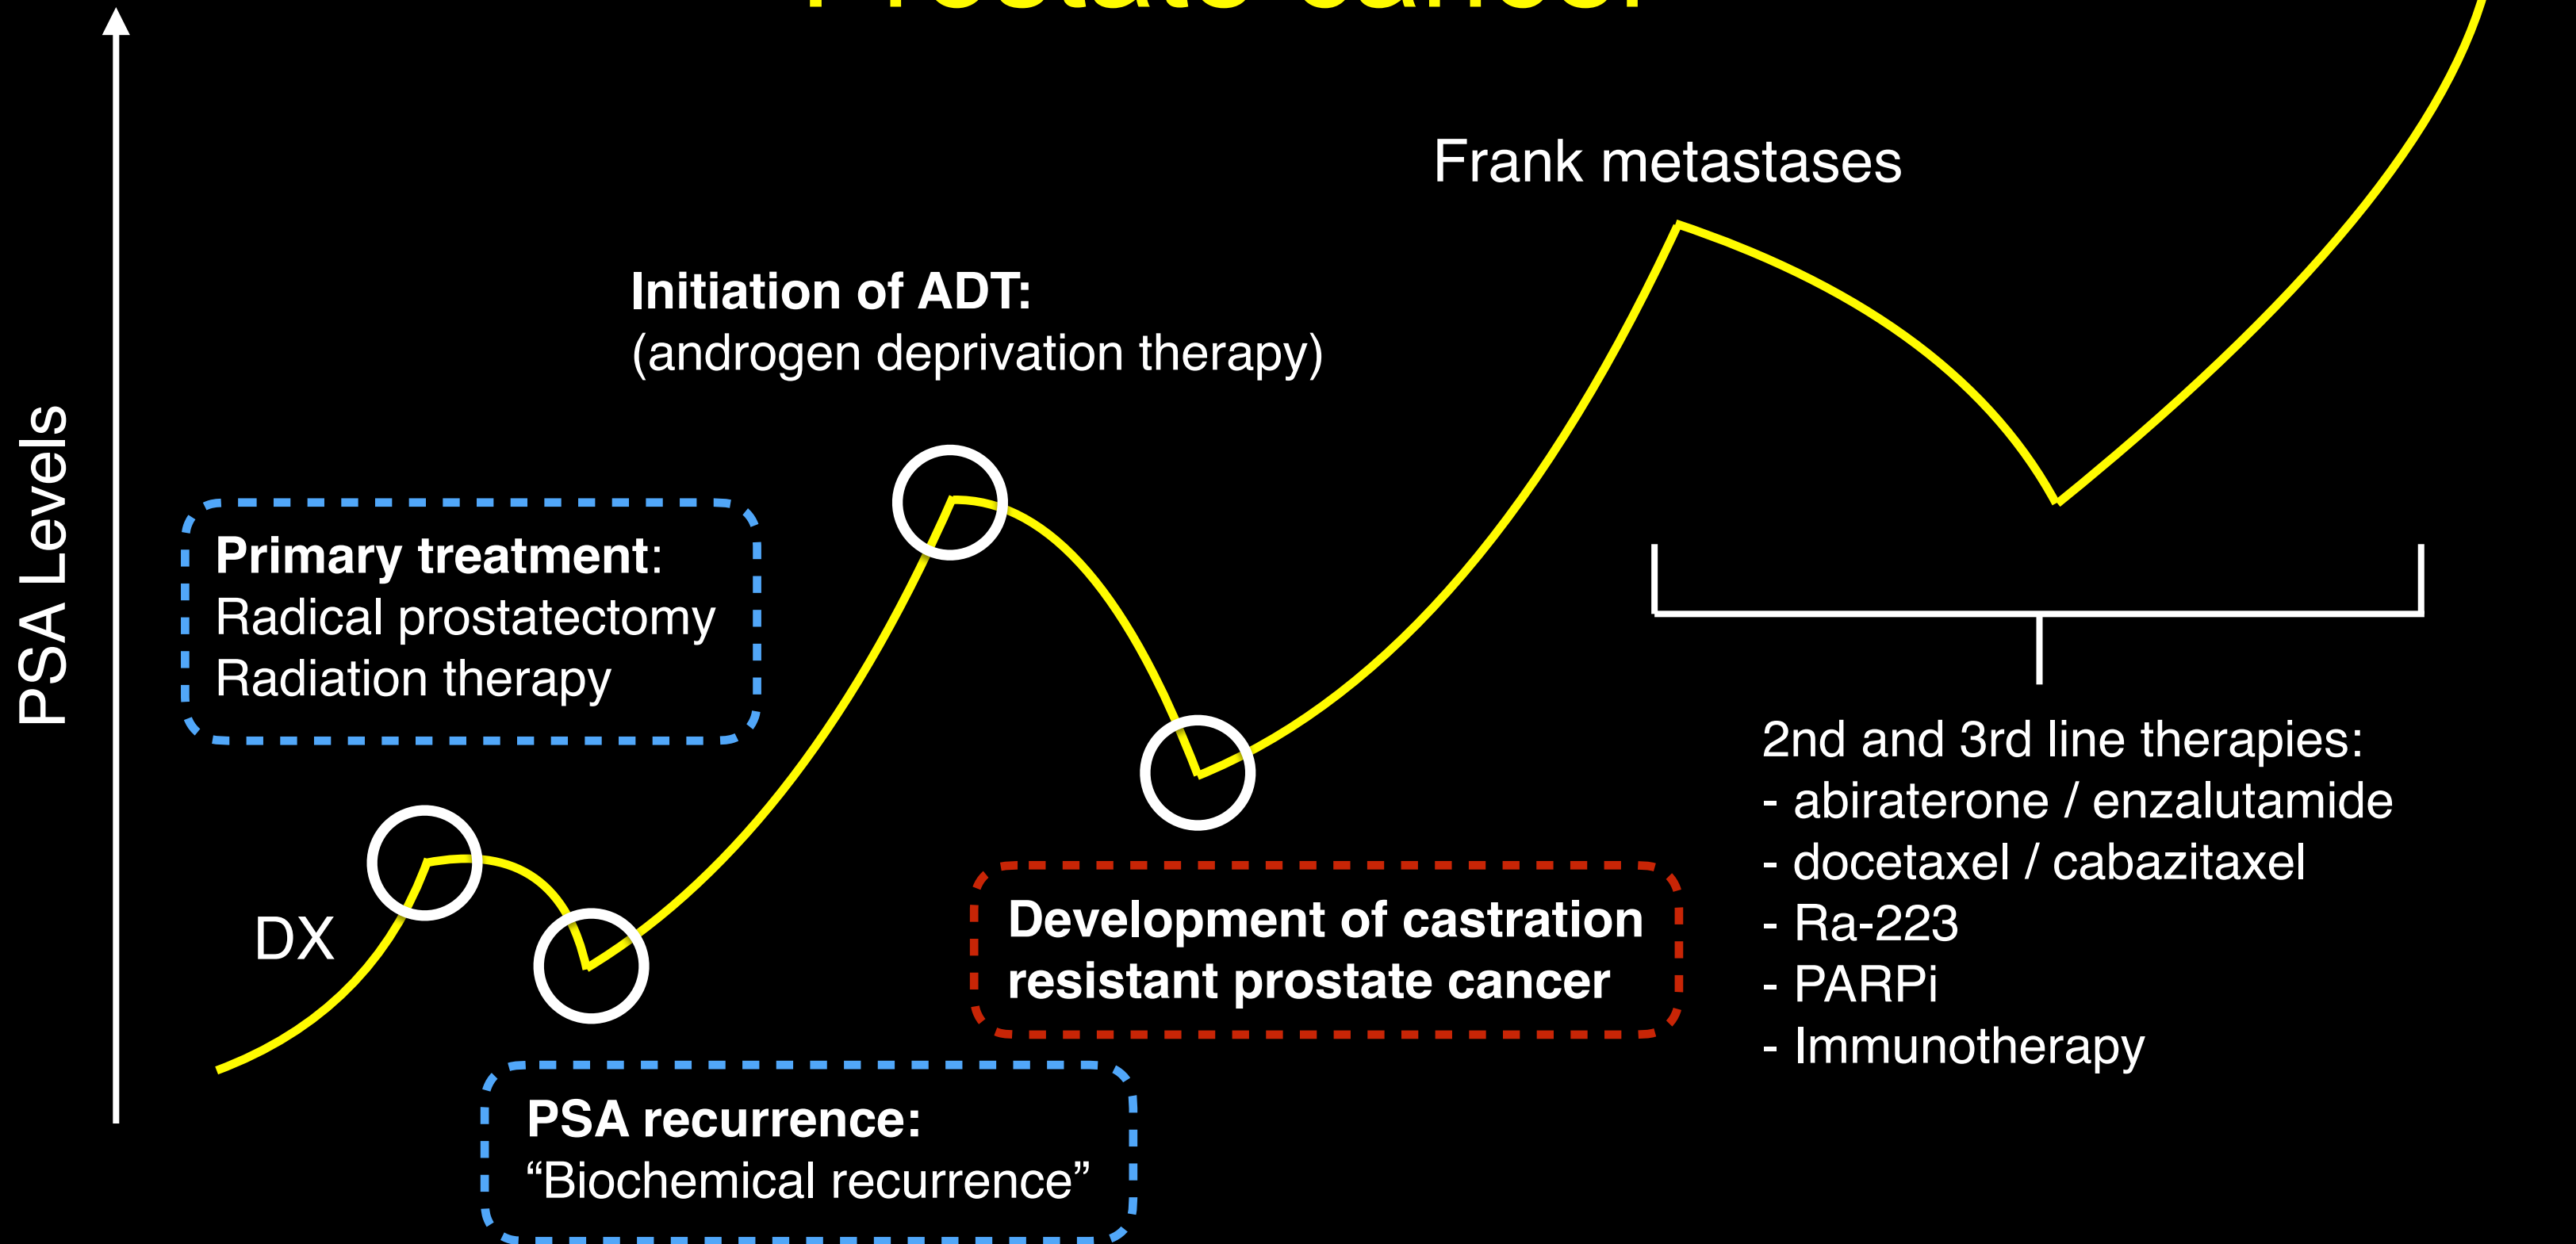 Prostate cancer
PSA Levels
Frank metastases
Initiation of ADT:
(androgen deprivation therapy)
Primary treatment:
Radical prostatectomy
Radiation therapy
DX
2nd and 3rd line therapies:
- abiraterone / enzalutamide
- docetaxel / cabazitaxel
- Ra-223
- PARPi
- Immunotherapy
Development of castration
resistant prostate cancer
PSA recurrence:
“Biochemical recurrence”